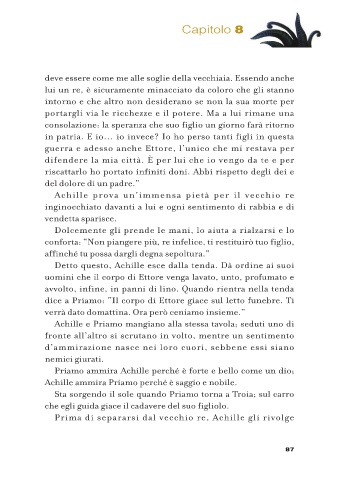 Capitolo 8
deve essere come me alle soglie della vecchiaia. Essendo anche
lui un re, è sicuramente minacciato da coloro che gli stanno
intorno e che altro non desiderano se non la sua morte per
portargli via le ricchezze e il potere. Ma a lui rimane una
consolazione: la speranza che suo figlio un giorno farà ritorno
in patria. E io... io invece? Io ho perso tanti figli in questa
guerra e adesso anche Ettore, l'unico che mi restava per
difendere la mia città. È per lui che io vengo da te e per
riscattarlo ho portato infiniti doni. Abbi rispetto degli dei e
del dolore di un padre."
Achille prova un'immensa pietà per il vecchio re
inginocchiato davanti a lui e ogni sentimento di rabbia e di
vendetta sparisce.
Dolcemente gli prende le mani, lo aiuta a rialzarsi e lo
conforta: "Non piangere più, re infelice, ti restituirò tuo figlio,
affinché tu possa dargli degna sepoltura."
Detto questo, Achille esce dalla tenda. Dà ordine ai suoi
uomini che il corpo di Ettore venga lavato, unto, profumato e
avvolto, infine, in panni di lino. Quando rientra nella tenda
dice a Priamo: "Il corpo di Ettore giace sul letto funebre. Ti
verrà dato domattina. Ora però ceniamo insieme."
Achille e Priamo mangiano alla stessa tavola; seduti uno di
fronte all'altro si scrutano in volto, mentre un sentimento
d'ammirazione nasce nei loro cuori, sebbene essi siano
nemici giurati.
Priamo ammira Achille perché è forte e bello come un dio;
Achille ammira Priamo perché è saggio e nobile.
Sta sorgendo il sole quando Priamo torna a Troia; sul carro
che egli guida giace il cadavere del suo figliolo.
Prima di separarsi dal vecchio re, Achille gli rivolge
87